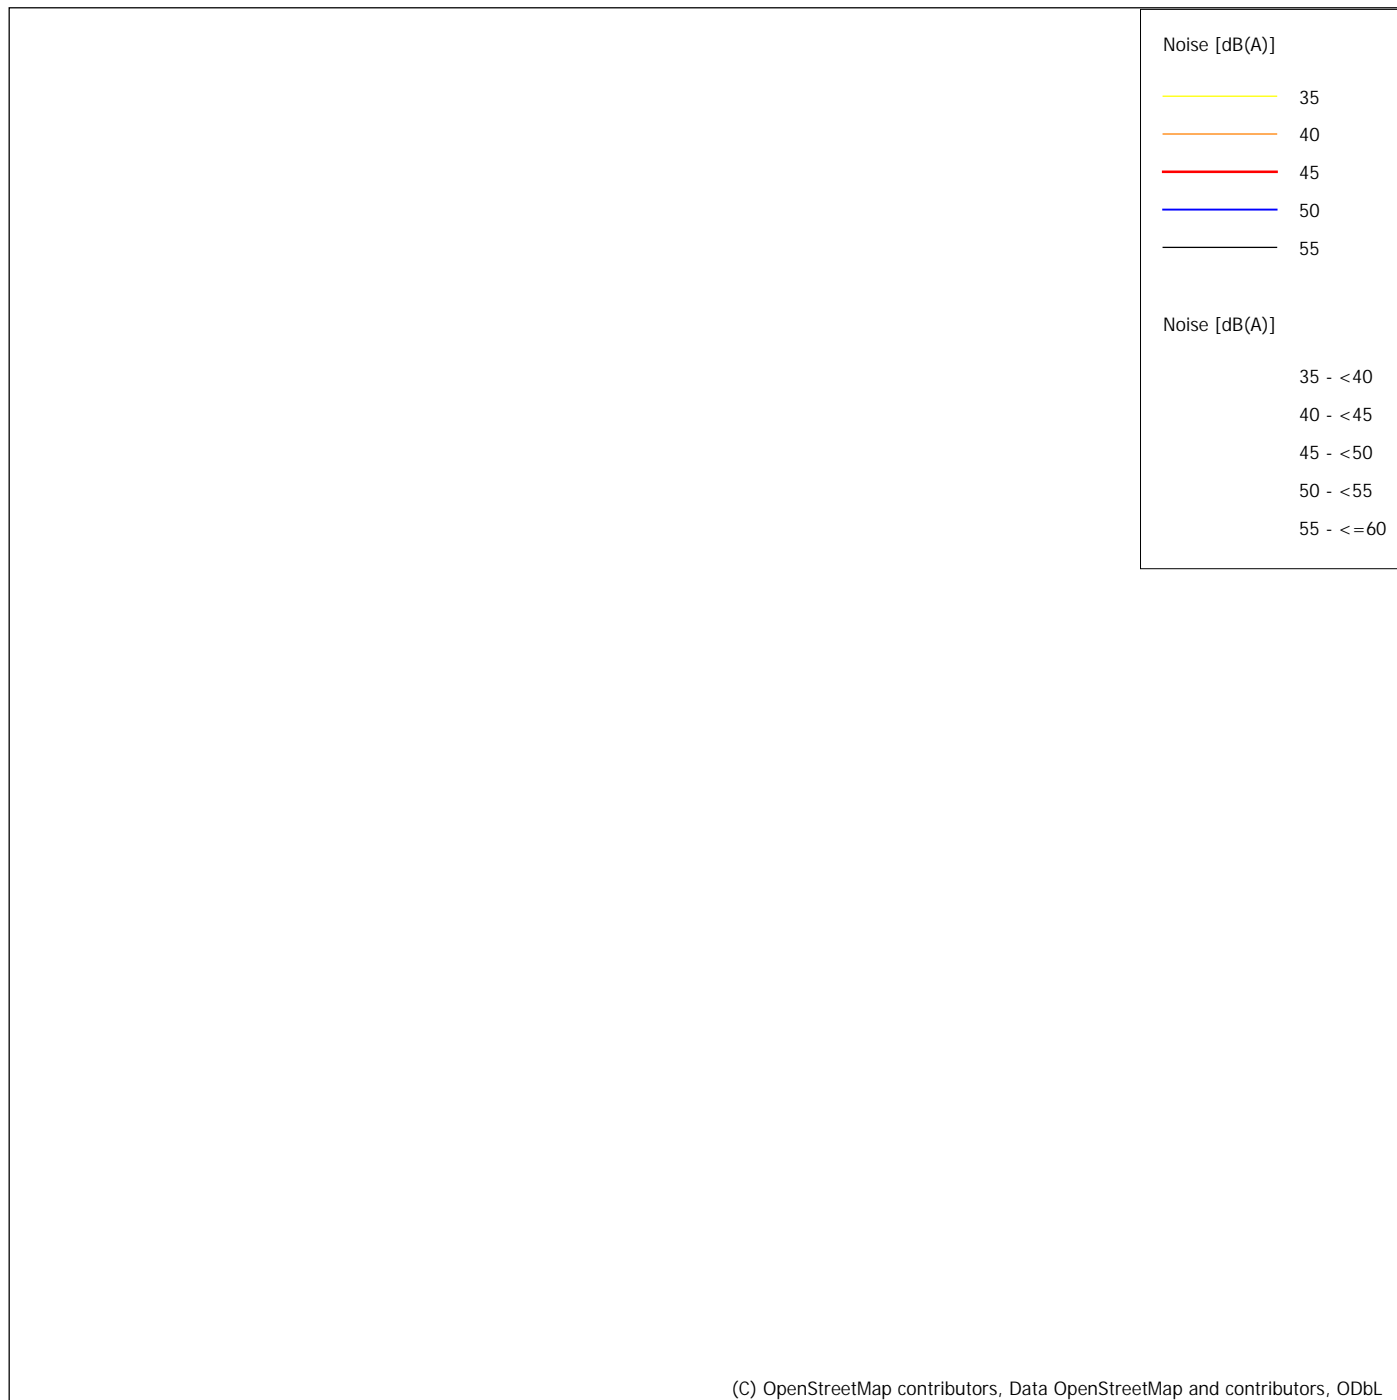 Noise [dB(A)]
35
40
45
50
55
Noise [dB(A)]
35 - <40
40 - <45
45 - <50
50 - <55
55 - <=60
(C) OpenStreetMap contributors, Data OpenStreetMap and contributors, ODbL